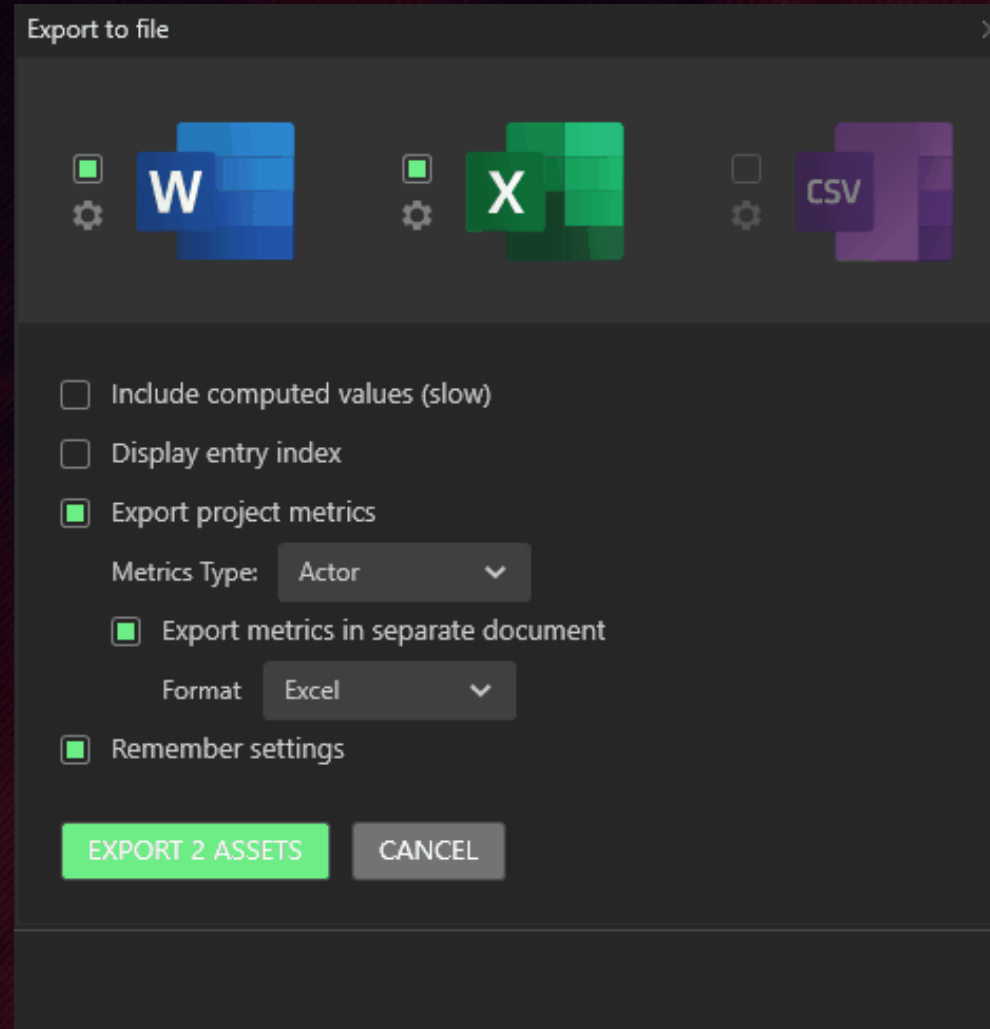 Export to file
W
X
CSV
Include computed values (slow)
Display entry index
Export project metrics
Metrics Type: Actor
Export metrics in separate document
Format Excel
Remember settings
EXPORT 2 ASSETS CANCEL